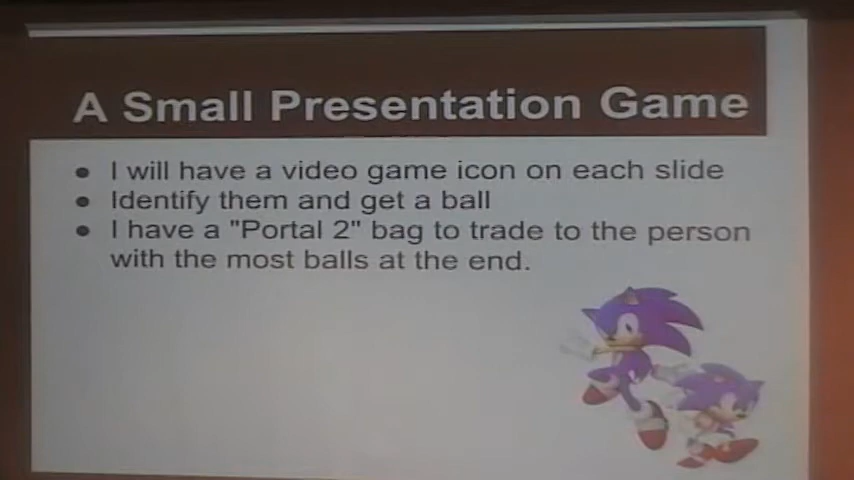 A Small Presentation Game
● I will have a video game icon on each slide
● Identify them and get a ball
● I have a "Portal 2" bag to trade to the person
with the most balls at the end.